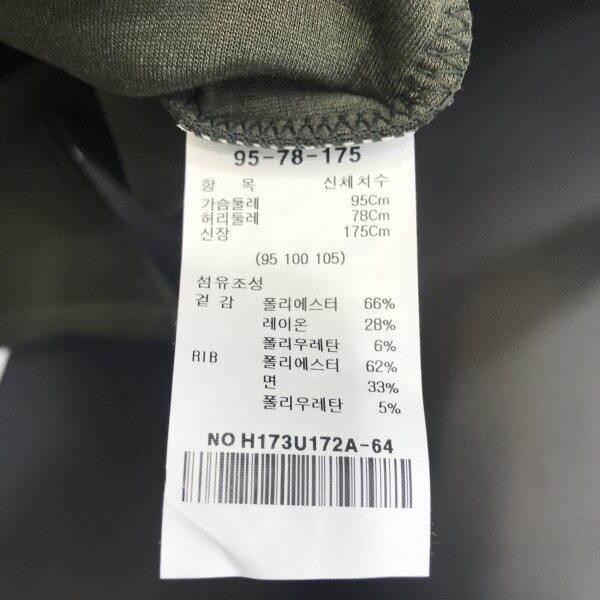 95-78-175
항 목 신체치수
가슴둘레 95Cm
허리둘레 78Cm
신장 175Cm
(95 100 105)
섬유조성
겉 감 폴리에스터 66%
레이온 28%
폴리우레탄 6%
RIB 폴리에스터 62%
면 33%
폴리우레탄 5%
NO H173U172A-64